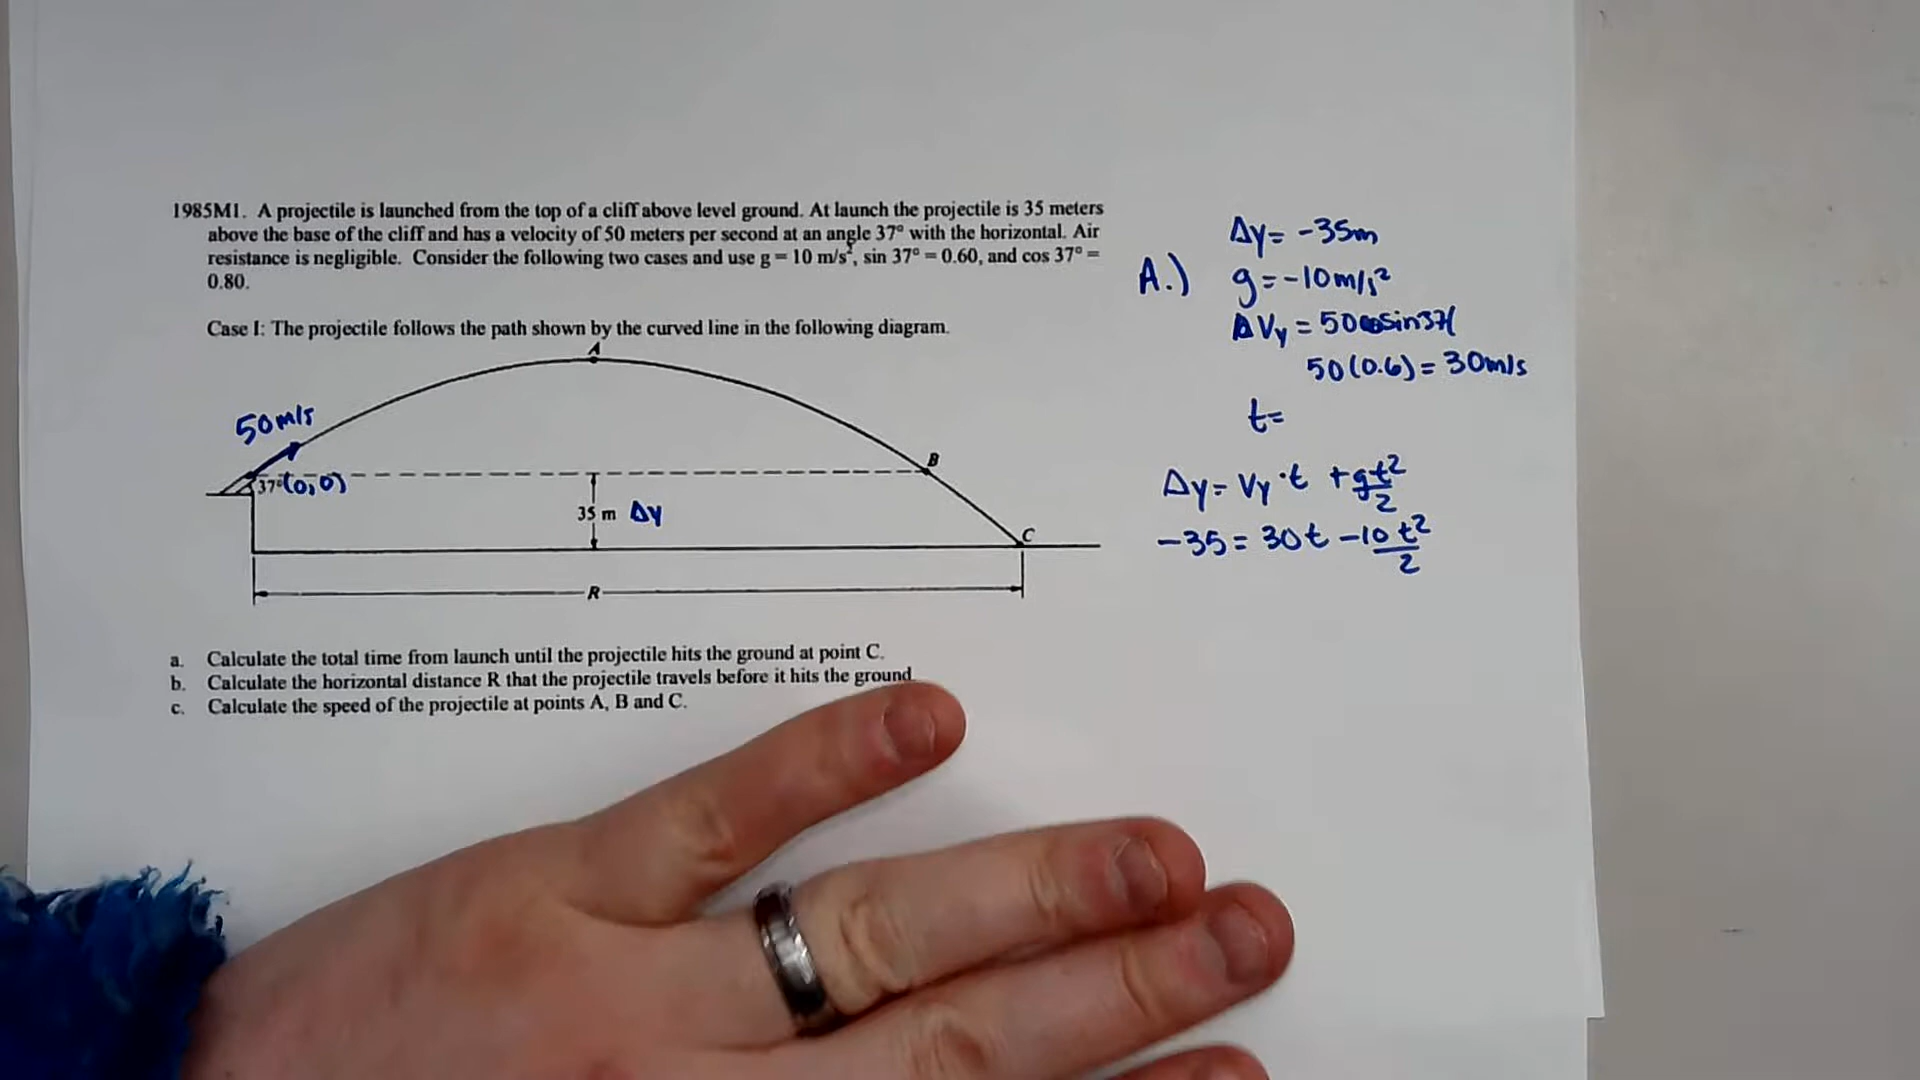 1985M1. A projectile is launched from the top of a cliff above level ground. At launch the projectile is 35 meters
above the base of the cliff and has a velocity of 50 meters per second at an angle 37° with the horizontal. Air
resistance is negligible. Consider the following two cases and use g = 10 m/s², sin 37° = 0.60, and cos 37° =
0.80.
Case I: The projectile follows the path shown by the curved line in the following diagram.
A
50m/s
B
37° (0,0)
35 m Δy
C
R
a. Calculate the total time from launch until the projectile hits the ground at point C.
b. Calculate the horizontal distance R that the projectile travels before it hits the ground.
c. Calculate the speed of the projectile at points A, B and C.
Δy = -35m
A.) g = -10m/s²
Vy = 50 sin37
50(0.6) = 30m/s
t=
Δy = Vy·t + gt²/2
-35 = 30t - 10t²/2